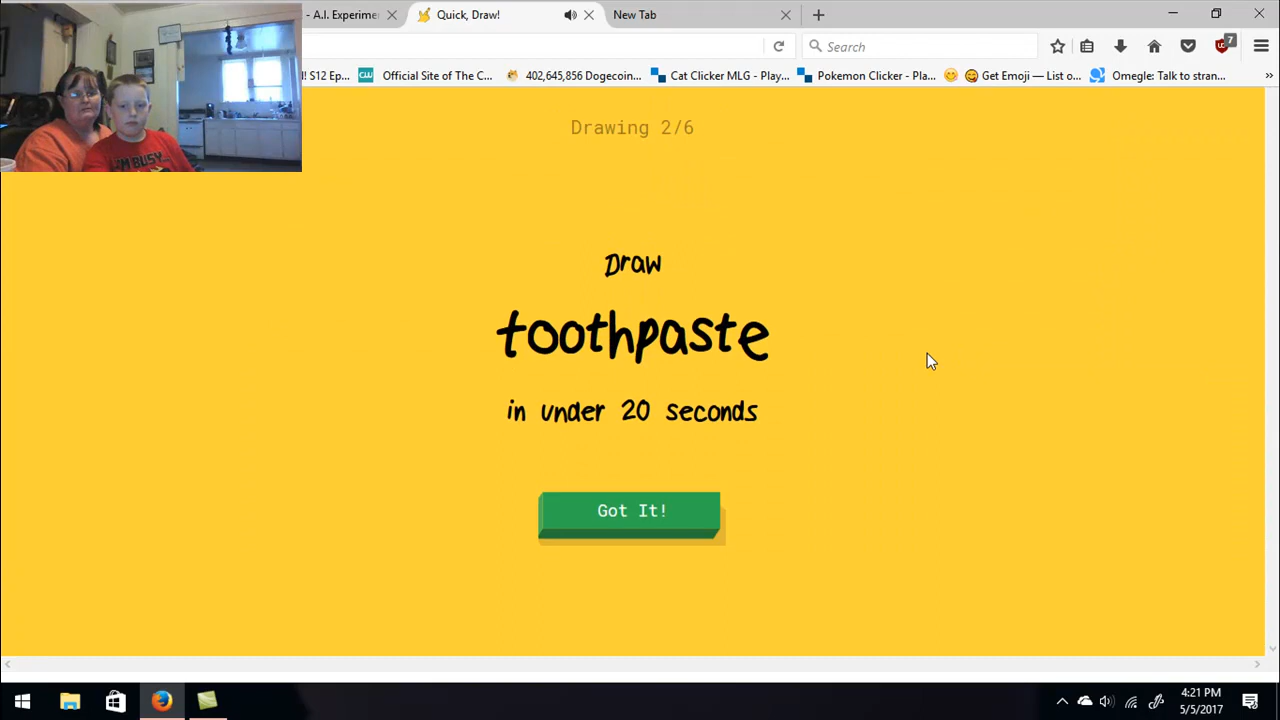 - A.I. Experime
Quick, Draw!
New Tab
Search
7
! S12 Ep...
CW
Official Site of The C...
402,645,856 Dogecoin...
Cat Clicker MLG - Play...
Pokemon Clicker - Pla...
Get Emoji — List o...
Omegle: Talk to stran...
I'M BUSY...
Drawing 2/6
Draw
toothpaste
in under 20 seconds
Got It!
4:21 PM
5/5/2017